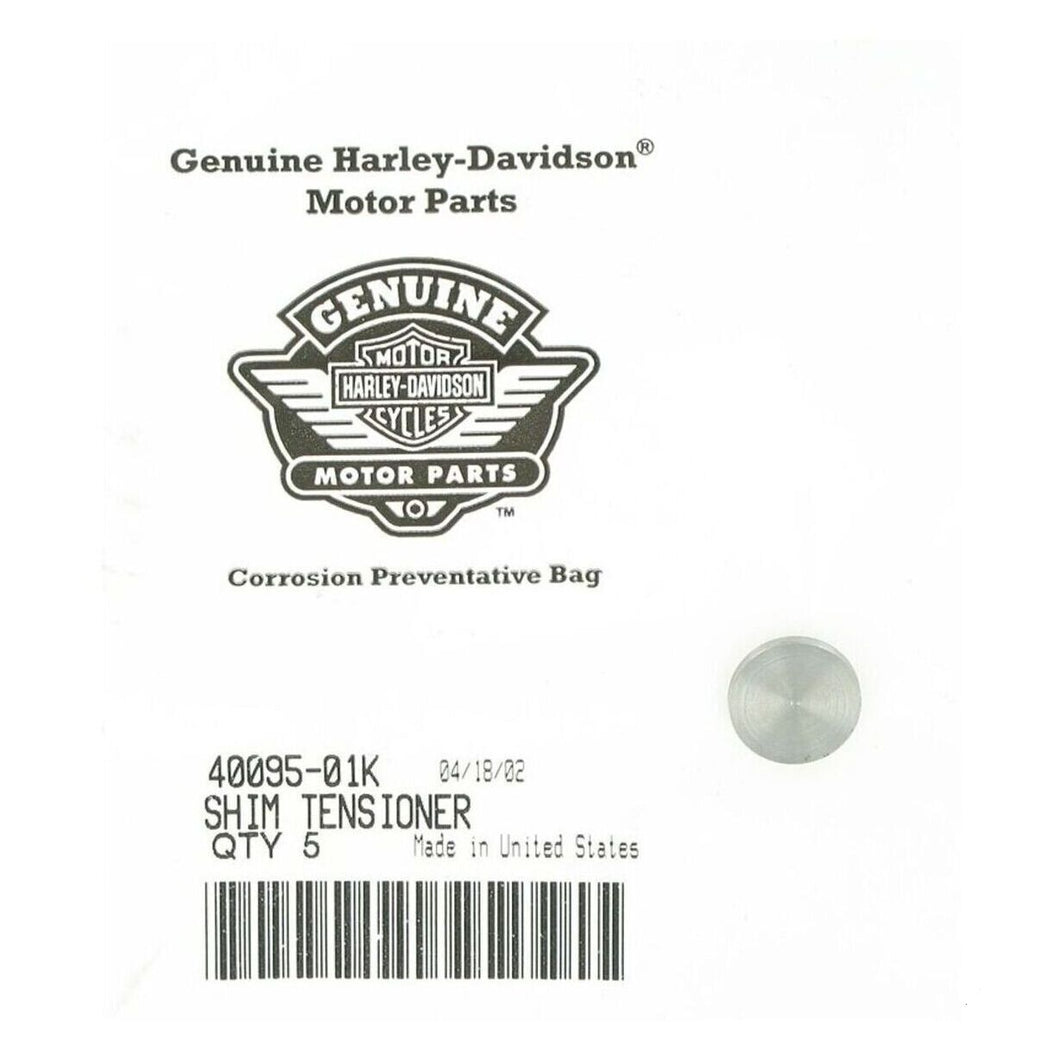 Genuine Harley-Davidson®
Motor Parts
GENUINE
MOTOR
HARLEY-DAVIDSON
CYCLES
MOTOR PARTS
TM
Corrosion Preventative Bag
40095-01K 04/18/02
SHIM TENSIONER
QTY 5 Made in United States